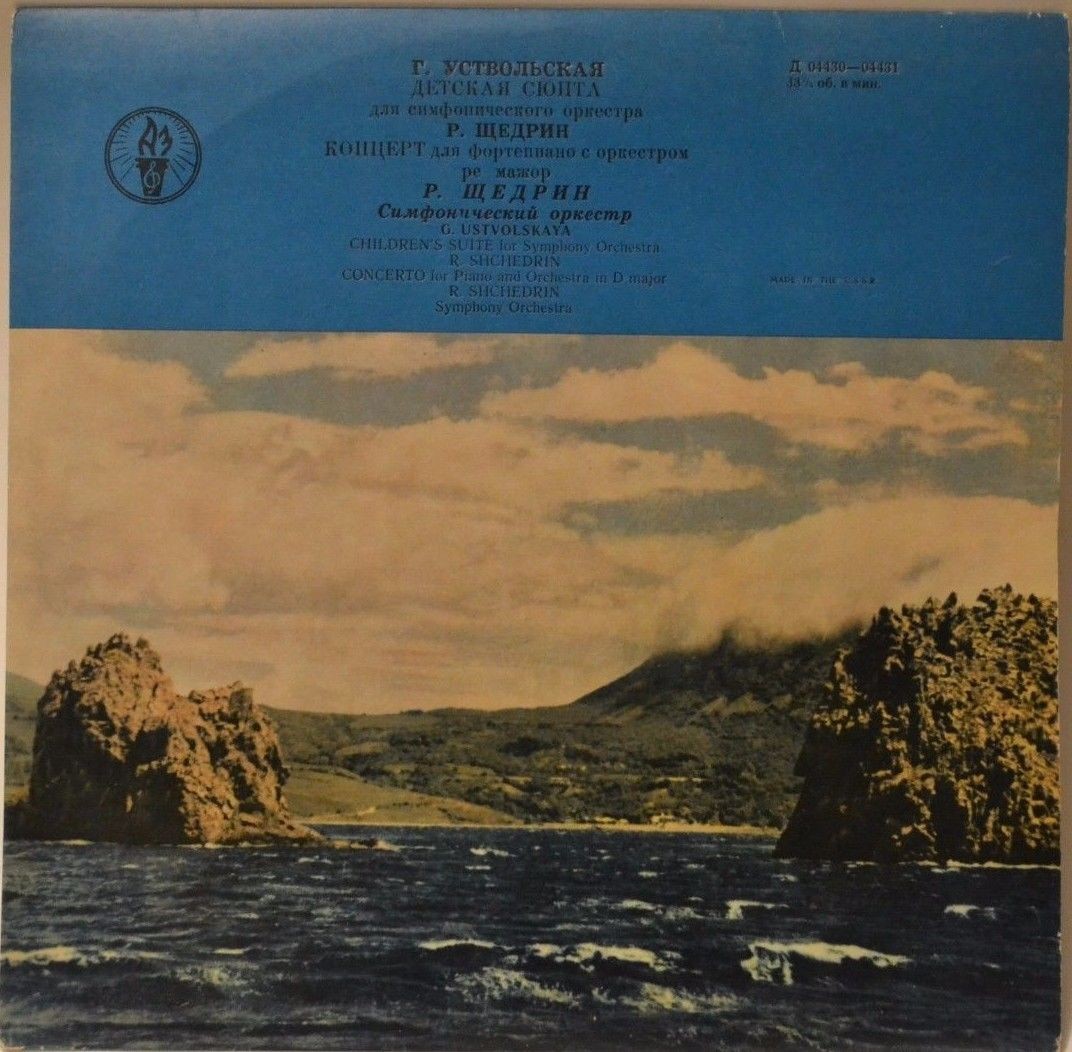 Г. УСТВОЛЬСКАЯ
ДЕТСКАЯ СЮИТА
для симфонического оркестра
Р. ЩЕДРИН
КОНЦЕРТ для фортепиано с оркестром
ре мажор
Р. ЩЕДРИН
Симфонический оркестр
G. USTVOLSKAYA
CHILDREN'S SUITE for Symphony Orchestra
R. SHCHEDRIN
CONCERTO for Piano and Orchestra in D major
R. SHCHEDRIN
Symphony Orchestra
Д 04430—04431
33⅓ об. в мин.
MADE IN THE U.S.S.R.
ДЗ